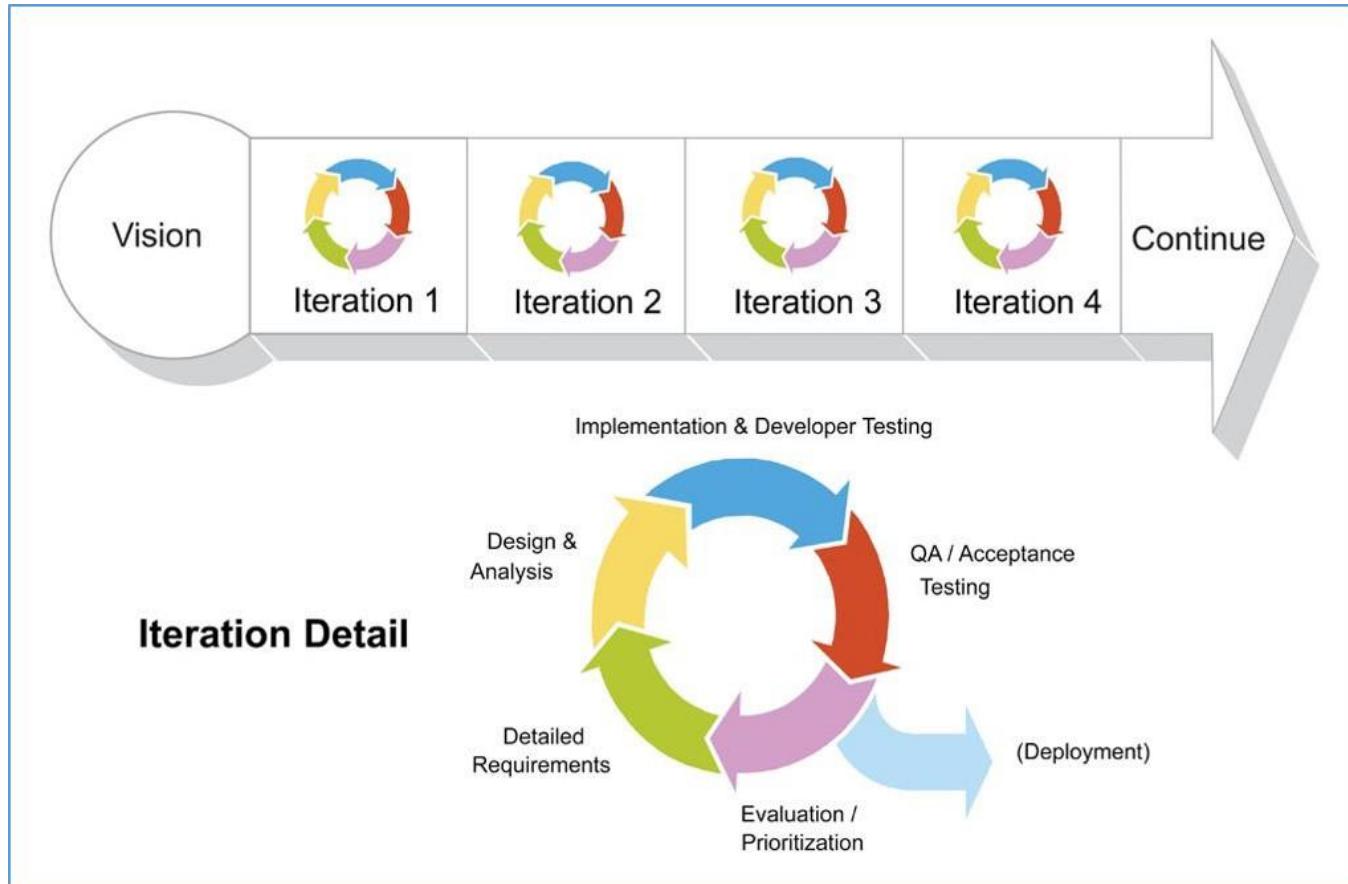 Vision
Iteration 1
Iteration 2
Iteration 3
Iteration 4
Continue
Implementation & Developer Testing
Design &
Analysis
QA / Acceptance
Testing
Iteration Detail
Detailed
Requirements
(Deployment)
Evaluation /
Prioritization